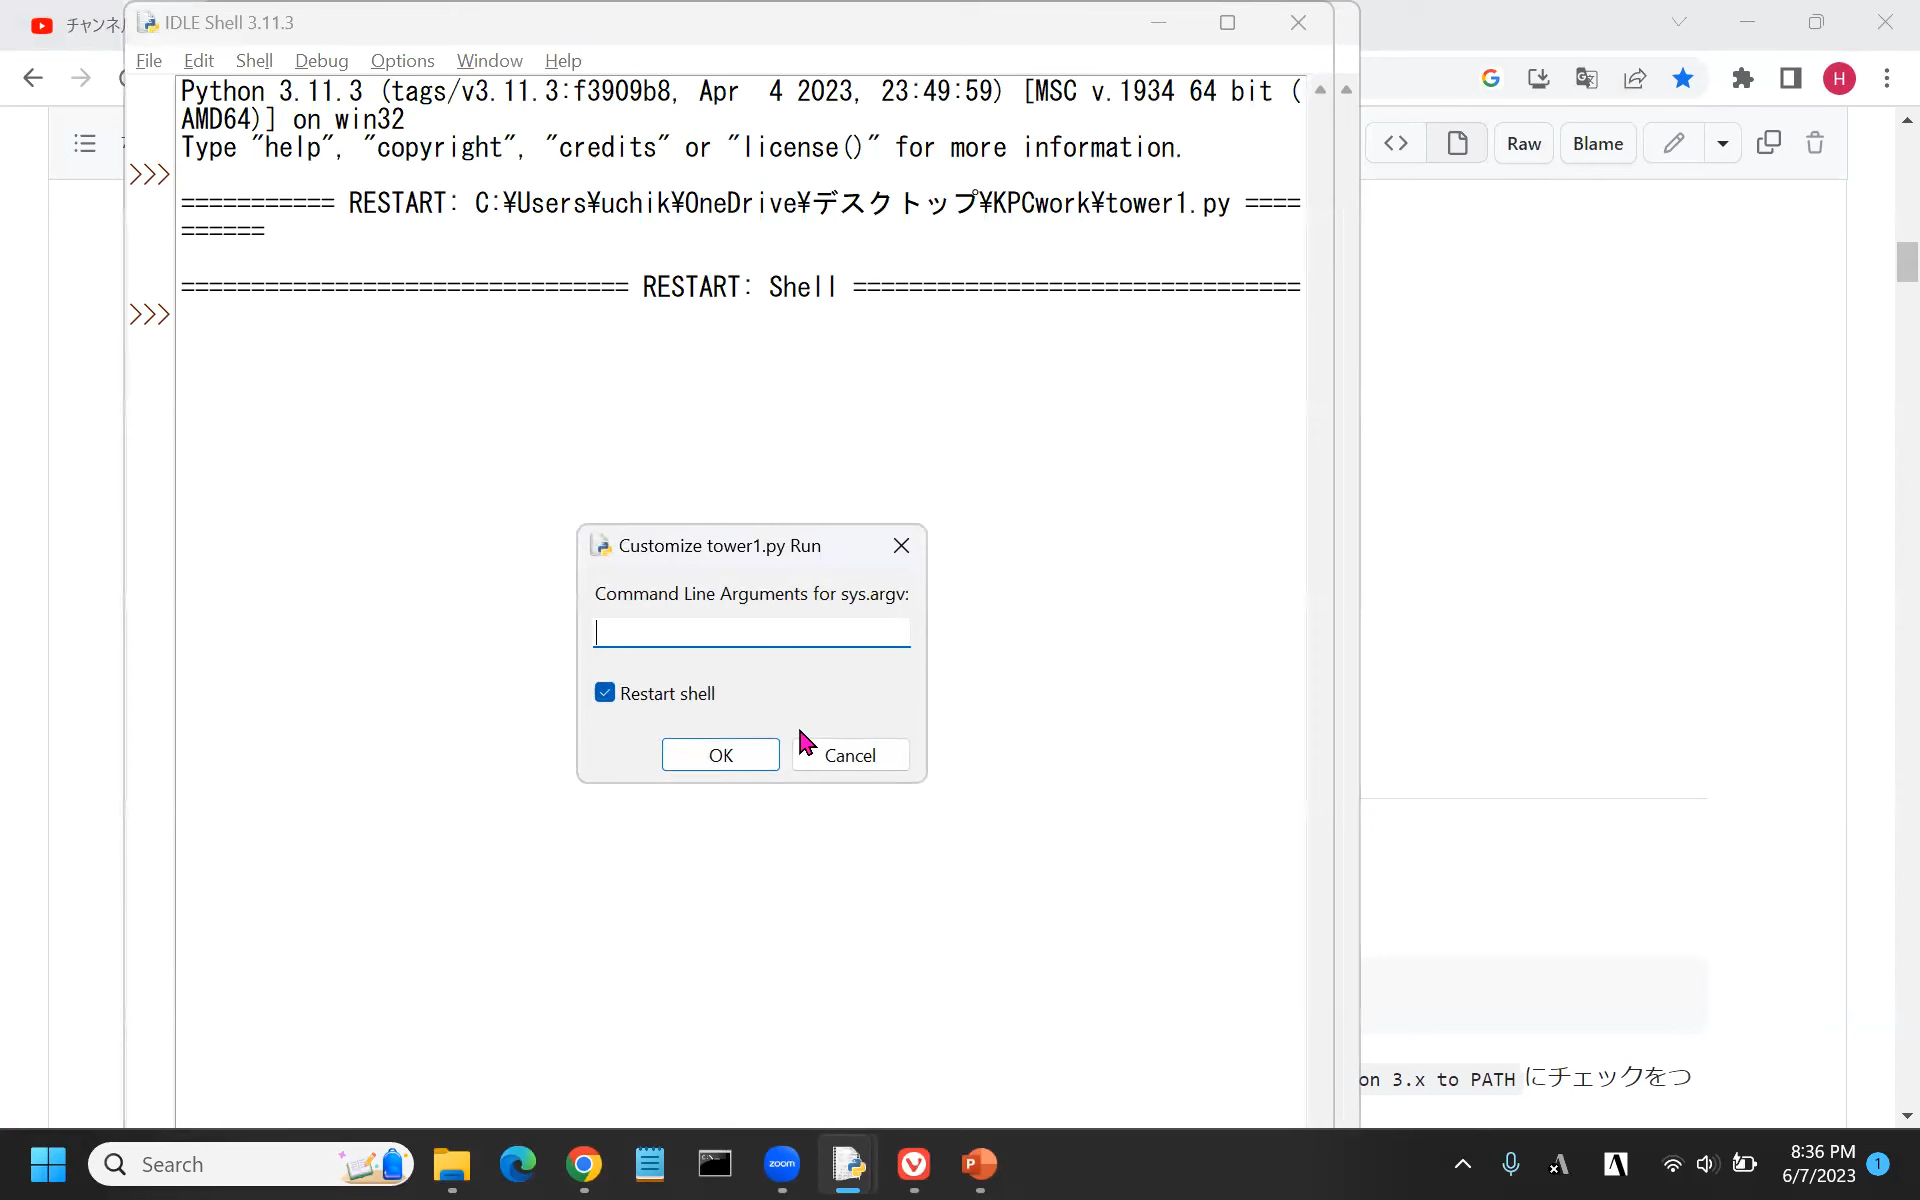 チャンネル
IDLE Shell 3.11.3
File Edit Shell Debug Options Window Help
Python 3.11.3 (tags/v3.11.3:f3909b8, Apr  4 2023, 23:49:59) [MSC v.1934 64 bit (
AMD64)] on win32
Type "help", "copyright", "credits" or "license()" for more information.
>>>
=========== RESTART: C:¥Users¥uchik¥OneDrive¥デスクトップ¥KPCwork¥tower1.py ====
======
================================ RESTART: Shell ================================
>>>
H
Raw Blame
Customize tower1.py Run
Command Line Arguments for sys.argv:
Restart shell
OK Cancel
on 3.x to PATH にチェックをつ
Search
zoom
8:36 PM
6/7/2023
1